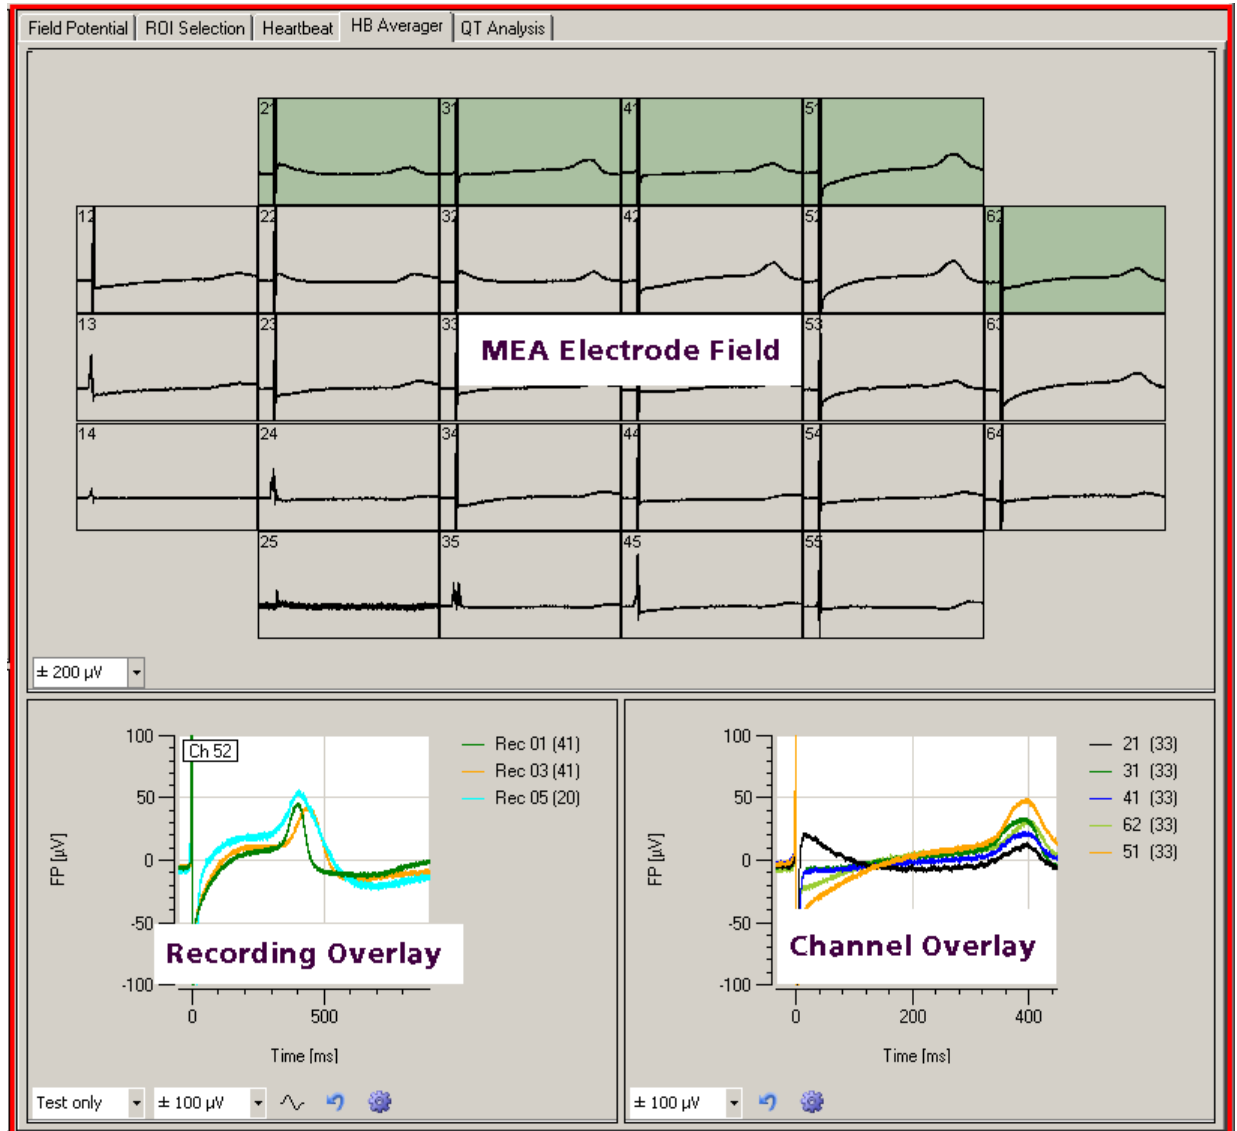 Field Potential ROI Selection Heartbeat HB Averager QT Analysis
21 31 41 51
12 22 32 42 52 62
13 23 33 53 63
MEA Electrode Field
14 24 34 44 54 64
25 35 45 55
± 200 µV
100
50
0
-50
-100
FP [µV]
Ch 52
Rec 01 (41)
Rec 03 (41)
Rec 05 (20)
Recording Overlay
0 500
Time [ms]
Test only ± 100 µV
100
50
0
-50
-100
FP [µV]
21 (33)
31 (33)
41 (33)
62 (33)
51 (33)
Channel Overlay
0 200 400
Time [ms]
± 100 µV